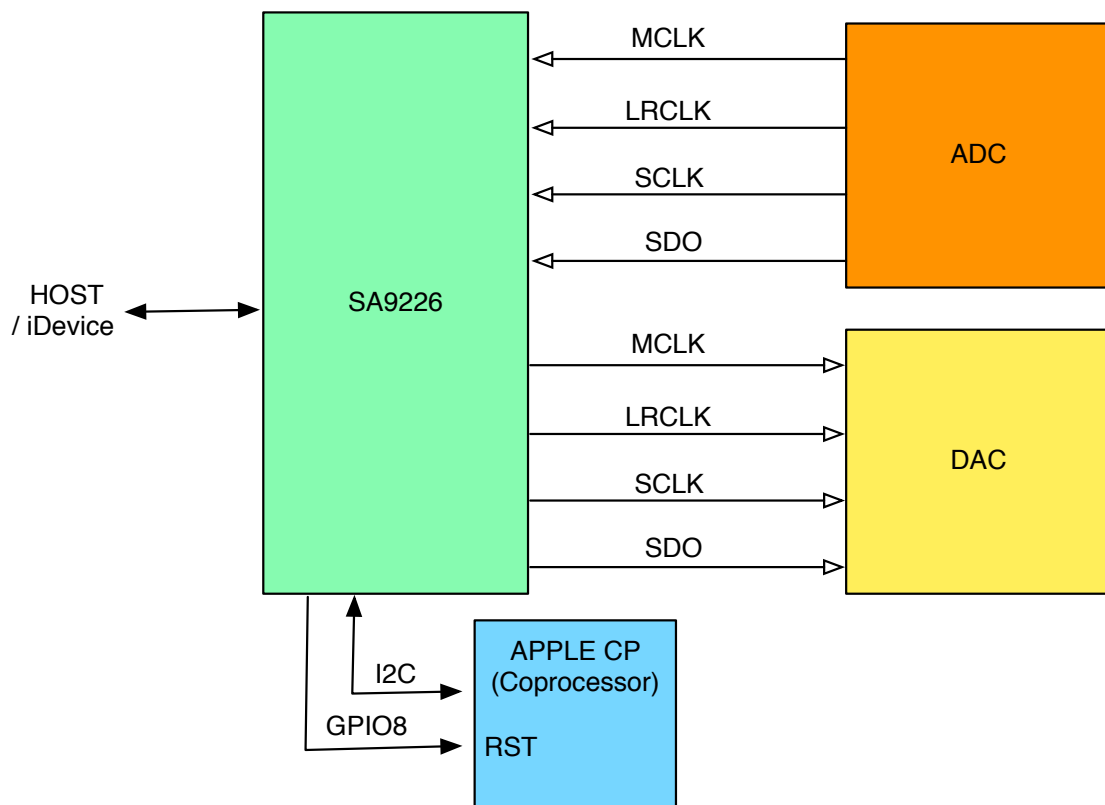 MCLK
LRCLK
SCLK
SDO
ADC
HOST
/ iDevice
SA9226
MCLK
LRCLK
SCLK
SDO
DAC
I2C
GPIO8
APPLE CP
(Coprocessor)
RST